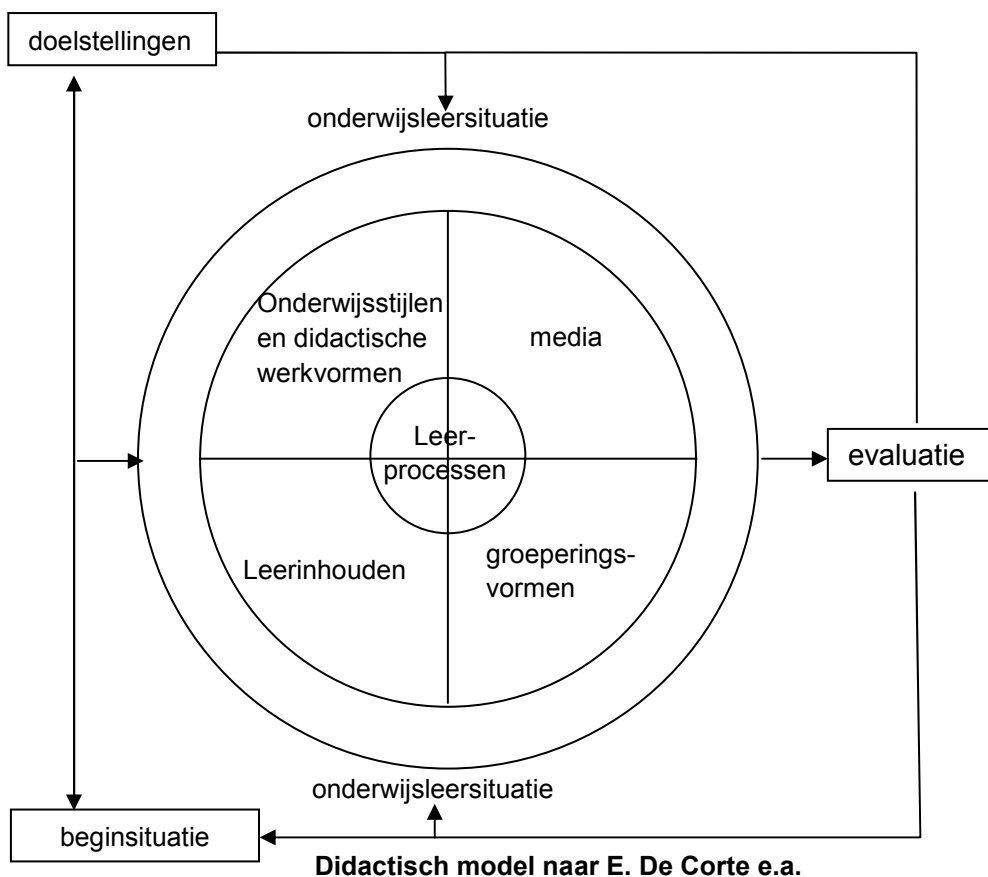 doelstellingen
onderwijsleersituatie
Onderwijsstijlen
en didactische
werkvormen
media
Leer-
processen
evaluatie
Leerinhouden
groeperings-
vormen
onderwijsleersituatie
beginsituatie
Didactisch model naar E. De Corte e.a.